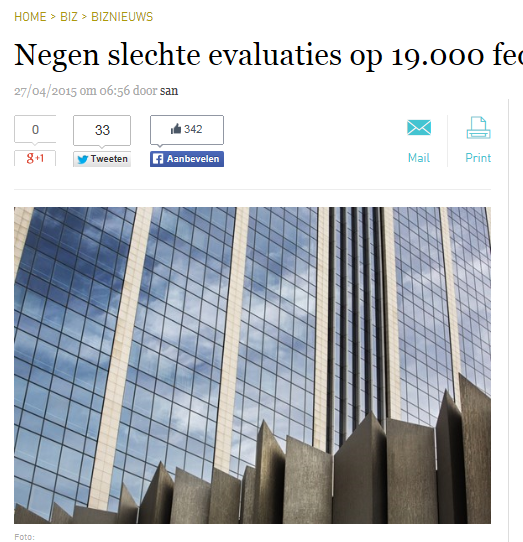 HOME > BIZ > BIZNIEUWS
Negen slechte evaluaties op 19.000
27/04/2015 om 06:56 door san
0
33
342
g+1
Tweeten
Aanbevelen
Mail
Print
Foto: